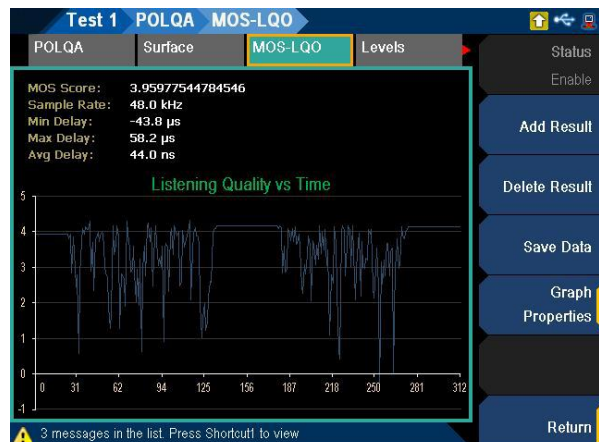 Test 1 POLQA MOS-LQO
POLQA Surface MOS-LQO Levels
Status
Enable
MOS Score: 3.95977544784546
Sample Rate: 48.0 kHz
Min Delay: -43.8 µs
Max Delay: 58.2 µs
Avg Delay: 44.0 ns
Add Result
Delete Result
Listening Quality vs Time
5
4
3
2
1
0
-1
0 31 62 94 125 156 187 218 250 281 312
Save Data
Graph
Properties
Return
3 messages in the list. Press Shortcut1 to view